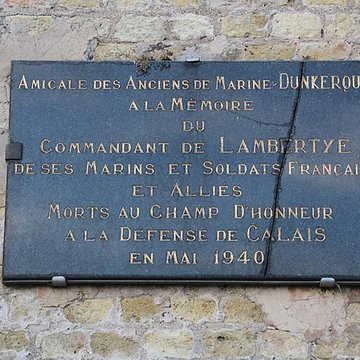 AMICALE DES ANCIENS DE MARINE-DUNKERQU
A LA MÉMOIRE
DU
COMMANDANT DE LAMBERTYE
DE SES MARINS ET SOLDATS FRANÇAI
ET ALLIÉS
MORTS AU CHAMP D'HONNEUR
A LA DÉFENSE DE CALAIS
EN MAI 1940